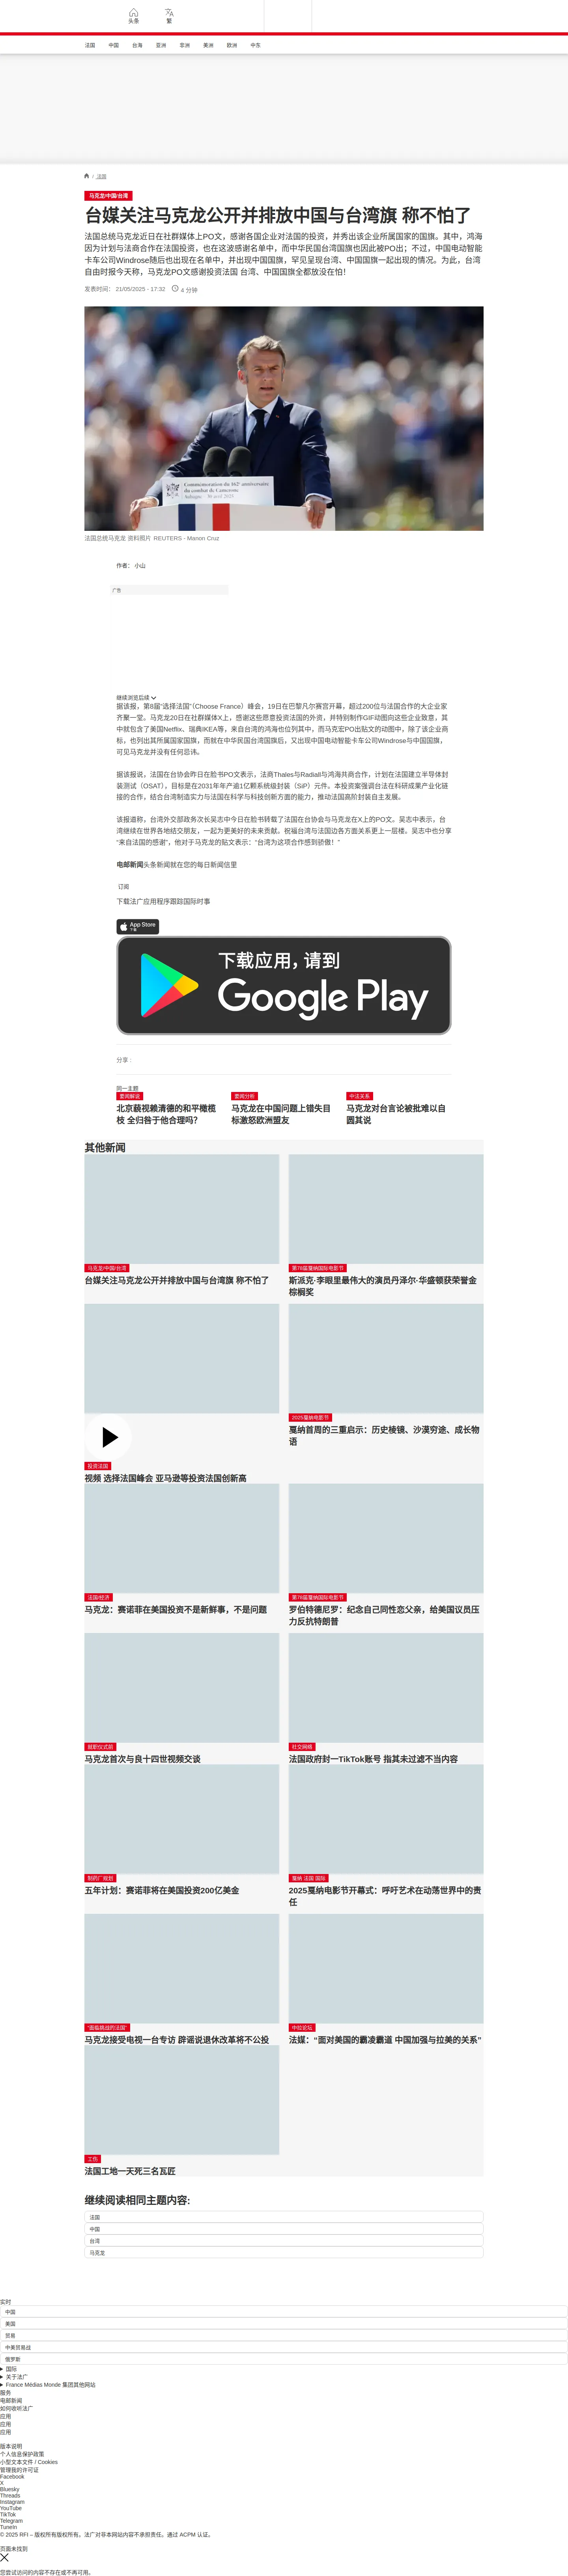 头条
繁
法国
中国
台海
亚洲
非洲
美洲
欧洲
中东
/ 法国
马克龙/中国/台湾
台媒关注马克龙公开并排放中国与台湾旗 称不怕了
法国总统马克龙近日在社群媒体上PO文，感谢各国企业对法国的投资，并秀出该企业所属国家的国旗。其中，鸿海
因为计划与法商合作在法国投资，也在这波感谢名单中，而中华民国台湾国旗也因此被PO出；不过，中国电动智能
卡车公司Windrose随后也出现在名单中，并出现中国国旗，罕见呈现台湾、中国国旗一起出现的情况。为此，台湾
自由时报今天称，马克龙PO文感谢投资法国 台湾、中国国旗全都放没在怕！
发表时间： 21/05/2025 - 17:32
4 分钟
Commémoration du 162e anniversaire
du combat de Camerone
Aubagne - 30 avril 2025
法国总统马克龙 资料照片 REUTERS - Manon Cruz
作者： 小山
广告
继续浏览后续
据该报，第8届“选择法国”（Choose France）峰会，19日在巴黎凡尔赛宫开幕，超过200位与法国合作的大企业家
齐聚一堂。马克龙20日在社群媒体X上，感谢这些愿意投资法国的外资，并特别制作GIF动图向这些企业致意，其
中就包含了美国Netflix、瑞典IKEA等，来自台湾的鸿海也位列其中，而马克宏PO出贴文的动图中，除了该企业商
标，也列出其所属国家国旗，而就在中华民国台湾国旗后，又出现中国电动智能卡车公司Windrose与中国国旗，
可见马克龙并没有任何忌讳。
据该报说，法国在台协会昨日在脸书PO文表示，法商Thales与Radiall与鸿海共商合作，计划在法国建立半导体封
装测试（OSAT），目标是在2031年年产逾1亿颗系统级封装（SiP）元件。本投资案强调台法在科研成果产业化链
接的合作，结合台湾制造实力与法国在科学与科技创新方面的能力，推动法国高阶封装自主发展。
该报道称，台湾外交部政务次长吴志中今日在脸书转载了法国在台协会与马克龙在X上的PO文。吴志中表示，台
湾继续在世界各地结交朋友，一起为更美好的未来贡献。祝福台湾与法国边各方面关系更上一层楼。吴志中也分享
“来自法国的感谢”，他对于马克龙的贴文表示：“台湾为这项合作感到骄傲！”
电邮新闻头条新闻就在您的每日新闻信里
订阅
下载法广应用程序跟踪国际时事
App Store
下载
下载应用，请到
Google Play
分享 :
同一主题
要闻解说
北京藐视赖清德的和平橄榄
枝 全归咎于他合理吗？
要闻分析
马克龙在中国问题上错失目
标激怒欧洲盟友
中法关系
马克龙对台言论被批难以自
圆其说
其他新闻
马克龙/中国/台湾
台媒关注马克龙公开并排放中国与台湾旗 称不怕了
第78届戛纳国际电影节
斯派克·李眼里最伟大的演员丹泽尔·华盛顿获荣誉金
棕榈奖
投资法国
视频 选择法国峰会 亚马逊等投资法国创新高
2025戛纳电影节
戛纳首周的三重启示：历史棱镜、沙漠穷途、成长物
语
法国/经济
马克龙：赛诺菲在美国投资不是新鲜事，不是问题
第78届戛纳国际电影节
罗伯特德尼罗：纪念自己同性恋父亲，给美国议员压
力反抗特朗普
就职仪式前
马克龙首次与良十四世视频交谈
社交网络
法国政府封一TikTok账号 指其未过滤不当内容
制药厂规划
五年计划：赛诺菲将在美国投资200亿美金
戛纳 法国 国际
2025戛纳电影节开幕式：呼吁艺术在动荡世界中的责
任
“面临挑战的法国”
马克龙接受电视一台专访 辟谣说退休改革将不公投
中拉论坛
法媒：“面对美国的霸凌霸道 中国加强与拉美的关系”
工伤
法国工地一天死三名瓦匠
继续阅读相同主题内容:
法国
中国
台湾
马克龙
实时
中国
美国
贸易
中美贸易战
俄罗斯
国际
关于法广
France Médias Monde 集团其他网站
服务
电邮新闻
如何收听法广
应用
应用
应用
版本说明
个人信息保护政策
小型文本文件 / Cookies
管理我的许可证
Facebook
X
Bluesky
Threads
Instagram
YouTube
TikTok
Telegram
TuneIn
© 2025 RFI – 版权所有版权所有。法广对非本网站内容不承担责任。通过 ACPM 认证。
页面未找到
您尝试访问的内容不存在或不再可用。